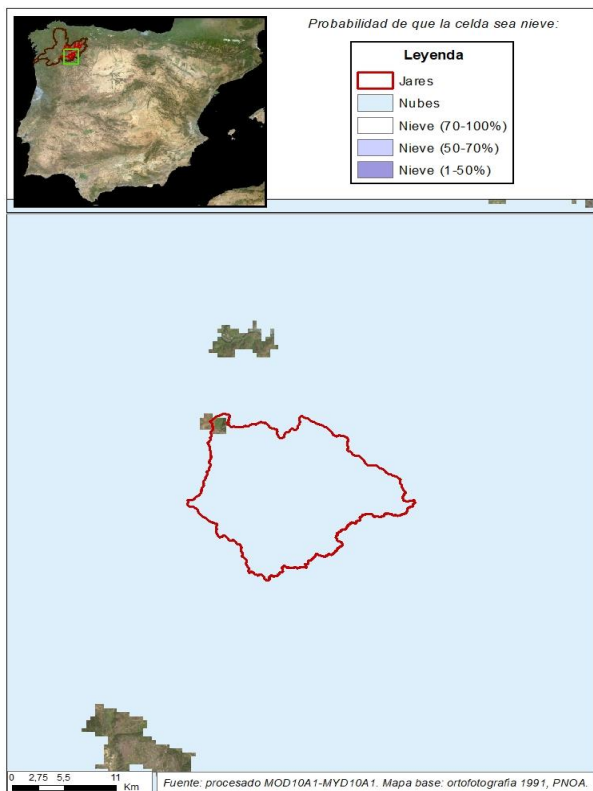 Probabilidad de que la celda sea nieve:
Leyenda
Jares
Nubes
Nieve (70-100%)
Nieve (50-70%)
Nieve (1-50%)
0 2,75 5,5 11
Km
Fuente: procesado MOD10A1-MYD10A1. Mapa base: ortofotografia 1991, PNOA.